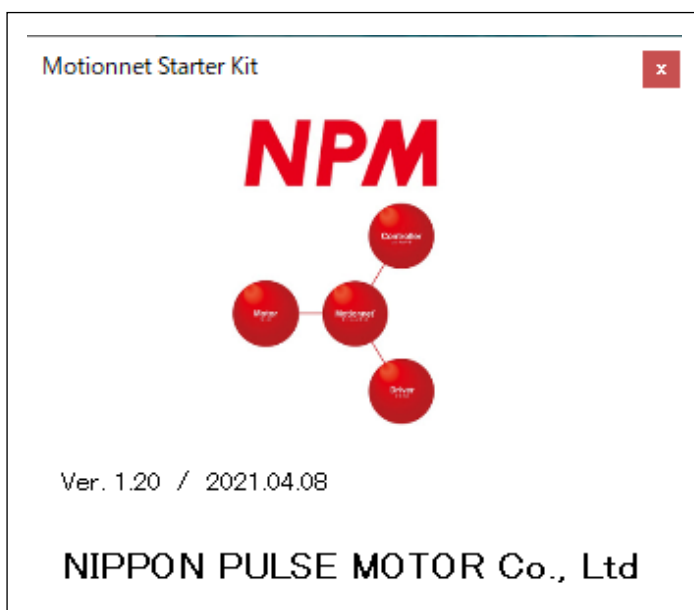 Motionnet Starter Kit
x
NPM
Controller
Motor
Motionnet
Driver
Ver. 1.20 / 2021.04.08
NIPPON PULSE MOTOR Co., Ltd